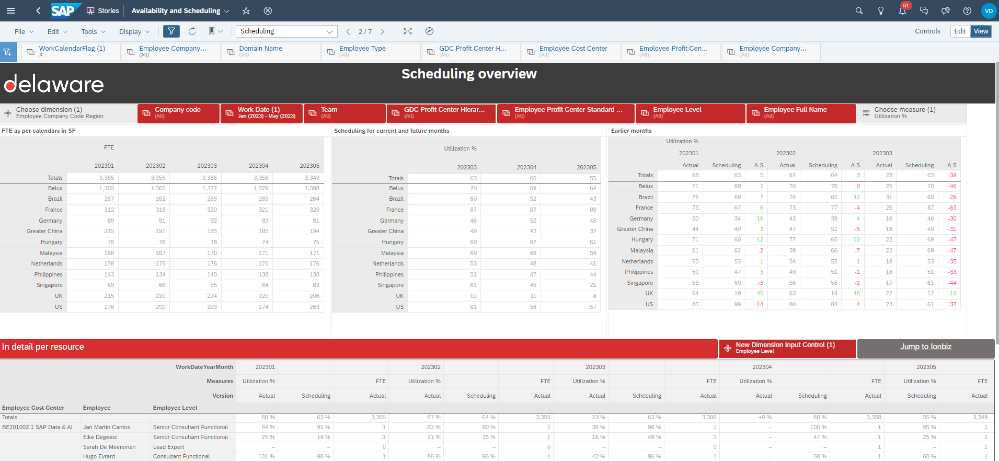 SAP Stories Availability and Scheduling 51 VD
File Edit Tools Display Scheduling 2 / 7 Controls Edit View
WorkCalendarFlag (1) Employee Company... Domain Name Employee Type GDC Profit Center H... Employee Cost Center Employee Profit Cen... Employee Company...
X (All) (All) (All) (All) (All) (All) (All)
Scheduling overview
delaware
Choose dimension (1) Company code Work Date (1) Team GDC Profit Center Hierar... Employee Profit Center Standard ... Employee Level Employee Full Name Choose measure (1)
Employee Company Code Region (All) Jan (2023) - May (2023) (All) (All) (All) (All) (All) Utilization %
FTE as per calendars in SF
FTE
202301 202302 202303 202304 202305
Totals 3,365 3,355 3,386 3,358 3,349
Belux 1,365 1,365 1,377 1,379 1,398
Brazil 257 262 265 265 264
France 312 316 320 321 320
Germany 89 91 92 83 81
Greater China 215 191 185 195 194
Hungary 78 78 78 74 75
Malaysia 168 167 170 171 171
Netherlands 178 175 176 175 176
Philippines 143 134 140 138 138
Singapore 69 66 65 64 63
UK 215 220 224 220 206
US 276 291 293 274 263
Scheduling for current and future months
Utilization %
202303 202304 202305
Totals 63 60 55
Belux 70 69 64
Brazil 60 52 43
France 87 87 89
Germany 46 52 45
Greater China 49 47 37
Hungary 69 67 61
Malaysia 69 68 59
Netherlands 53 48 41
Philippines 51 47 44
Singapore 61 45 21
UK 12 11 8
US 61 58 57
Earlier months
Utilization %
202301 202302 202303
Actual Scheduling A-S Actual Scheduling A-S Actual Scheduling A-S
Totals 68 63 5 67 64 3 23 63 -39
Belux 71 69 2 70 70 -0 25 70 -46
Brazil 76 69 7 76 65 11 31 60 -29
France 73 67 6 73 77 -4 25 87 -63
Germany 50 34 16 43 39 4 16 46 -30
Greater China 44 40 3 47 52 -5 18 49 -31
Hungary 71 60 12 77 65 12 22 69 -47
Malaysia 61 62 -2 59 66 -7 22 69 -47
Netherlands 53 53 1 54 52 1 18 53 -35
Philippines 50 47 3 49 51 -1 18 51 -33
Singapore 55 59 -3 56 58 -1 17 61 -44
UK 64 19 45 63 18 46 22 12 10
US 85 99 -14 80 84 -4 23 61 -37
In detail per resource New Dimension Input Control (1) Jump to Ionbiz
Employee Level
WorkDateYearMonth 202301 202302 202303 202304 202305
Measures Utilization % FTE Utilization % FTE Utilization % FTE Utilization % FTE Utilization % FTE
Version Actual Scheduling Actual Actual Scheduling Actual Actual Scheduling Actual Actual Scheduling Actual Scheduling Actual
Employee Cost Center Employee Employee Level
Totals 68 % 63 % 3,365 67 % 64 % 3,355 23 % 63 % 3,386 +0 % 60 % 3,358 55 % 3,349
BE201002.1 SAP Data & AI Jan Martin Cantos Senior Consultant Functional 84 % 91 % 1 82 % 80 % 1 38 % 96 % 1 – 100 % 1 95 % 1
Elke Degeest Senior Consultant Functional 25 % 18 % 1 21 % 35 % 1 16 % 48 % 1 – 47 % 1 25 % 1
Sarah De Meersman Lead Expert – – 0 – – 0 – – 0 – – 1 – 1
Hugo Evrard Consultant Functional 101 % 96 % 1 86 % 96 % 1 42 % 96 % 1 – 58 % 1 60 % 1